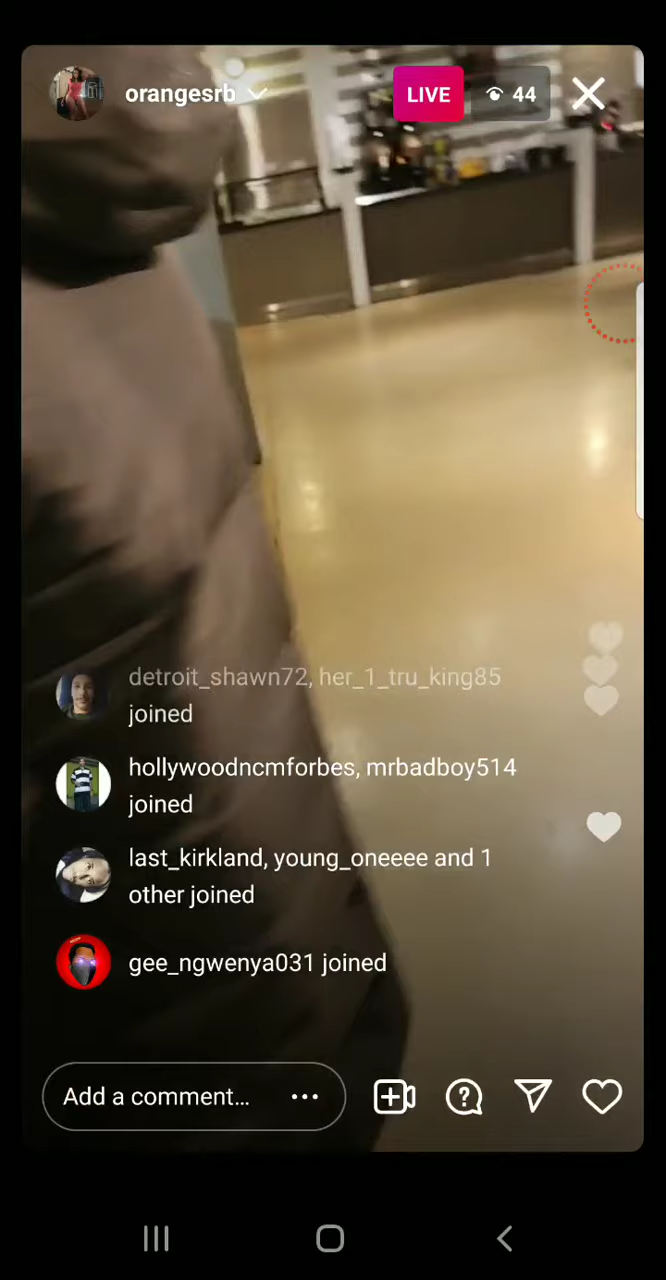 orangesrb
LIVE
44
detroit_shawn72, her_1_tru_king85
joined
hollywoodncmforbes, mrbadboy514
joined
last_kirkland, young_oneeee and 1
other joined
gee_ngwenya031 joined
Add a comment...